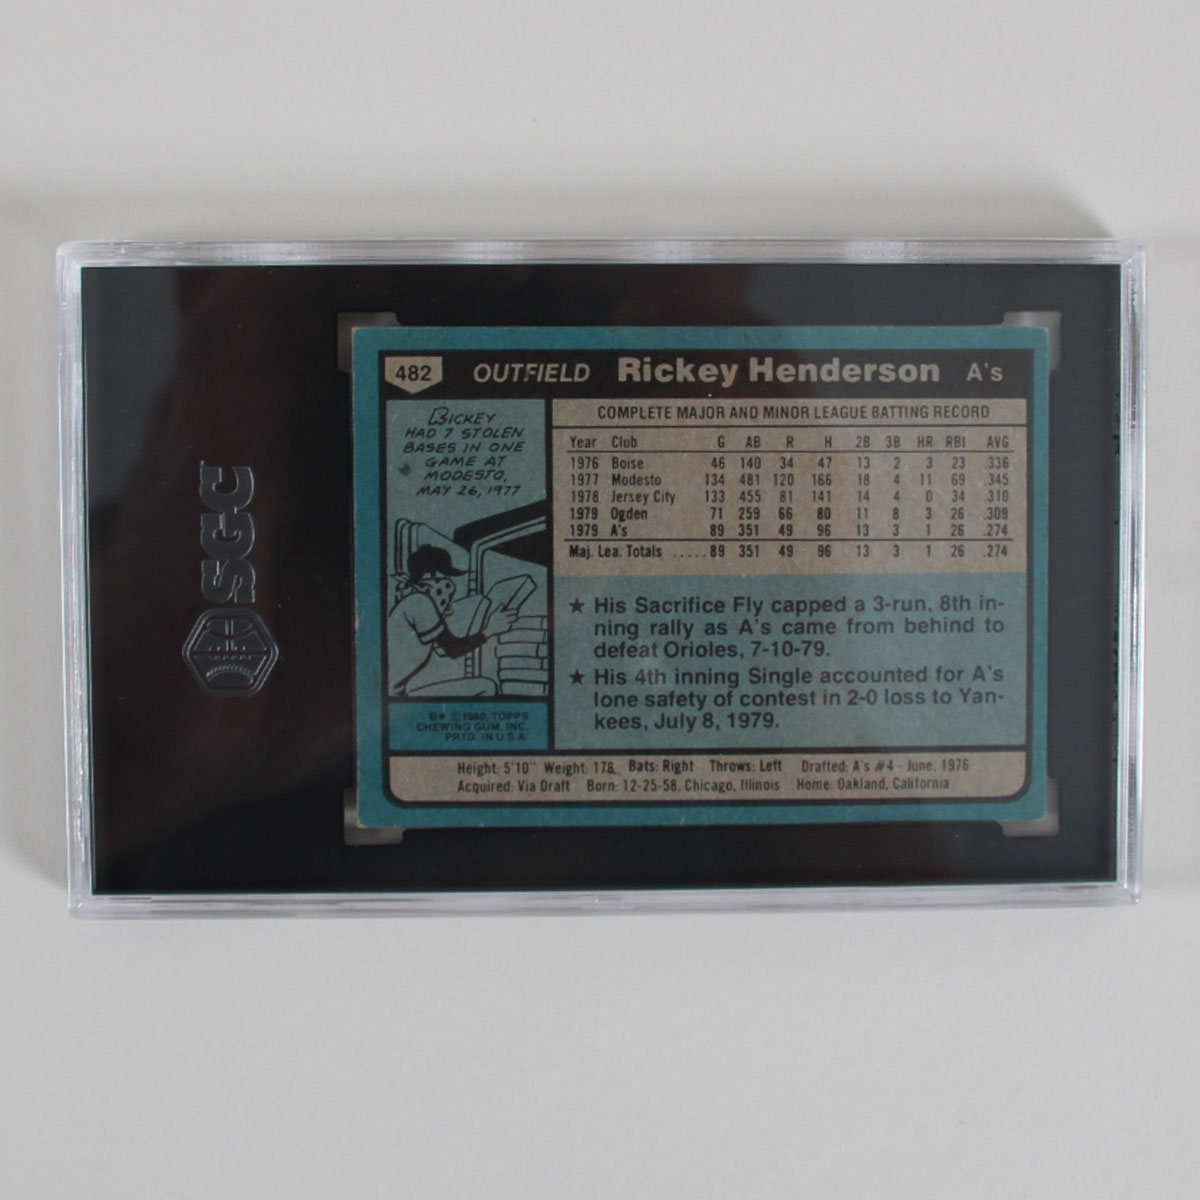 SGC
482 OUTFIELD Rickey Henderson A's
RICKEY
HAD 7 STOLEN
BASES IN ONE
GAME AT
MODESTO,
MAY 26, 1977
B* © 1980, TOPPS
CHEWING GUM, INC.
PRTD. IN U.S.A.
COMPLETE MAJOR AND MINOR LEAGUE BATTING RECORD
Year Club G AB R H 2B 3B HR RBI AVG
1976 Boise 46 140 34 47 13 2 3 23 .336
1977 Modesto 134 481 120 166 18 4 11 69 .345
1978 Jersey City 133 455 81 141 14 4 0 34 .310
1979 Ogden 71 259 66 80 11 8 3 26 .309
1979 A's 89 351 49 96 13 3 1 26 .274
Maj. Lea. Totals ..... 89 351 49 96 13 3 1 26 .274
★ His Sacrifice Fly capped a 3-run, 8th in-
ning rally as A's came from behind to
defeat Orioles, 7-10-79.
★ His 4th inning Single accounted for A's
lone safety of contest in 2-0 loss to Yan-
kees, July 8, 1979.
Height: 5'10" Weight: 178 Bats: Right Throws: Left Drafted: A's #4 - June, 1976
Acquired: Via Draft Born: 12-25-58, Chicago, Illinois Home: Oakland, California